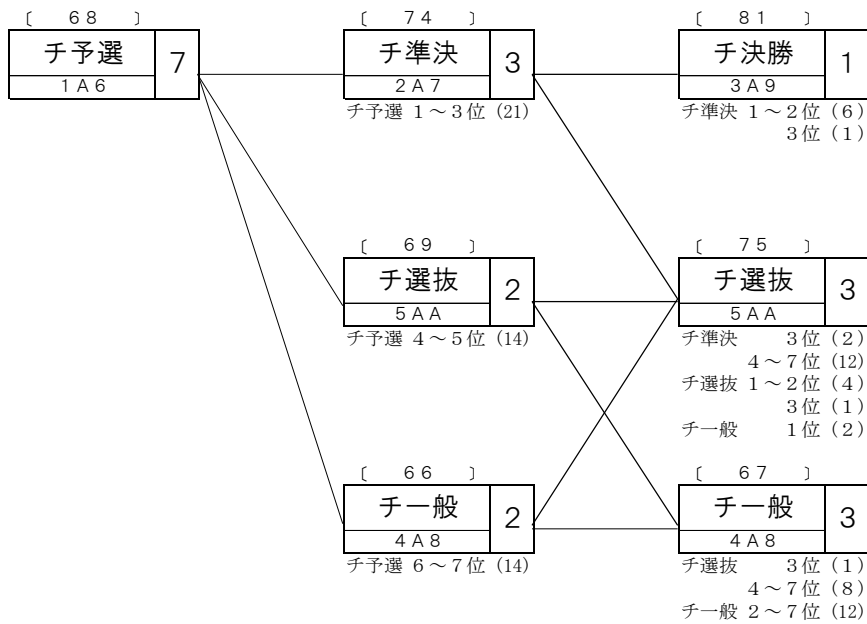 〔 68 〕
チ予選 7
1A6
〔 74 〕
チ準決 3
2A7
チ予選 1～3位 (21)
〔 81 〕
チ決勝 1
3A9
チ準決 1～2位 (6)
3位 (1)
〔 69 〕
チ選抜 2
5AA
チ予選 4～5位 (14)
〔 75 〕
チ選抜 3
5AA
チ準決 3位 (2)
4～7位 (12)
チ選抜 1～2位 (4)
3位 (1)
チ一般 1位 (2)
〔 66 〕
チ一般 2
4A8
チ予選 6～7位 (14)
〔 67 〕
チ一般 3
4A8
チ選抜 3位 (1)
4～7位 (8)
チ一般 2～7位 (12)